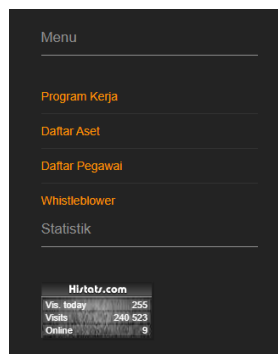 Menu
Program Kerja
Daftar Aset
Daftar Pegawai
Whistleblower
Statistik
Histats.com
Vis. today 255
Visits 240 523
Online 9